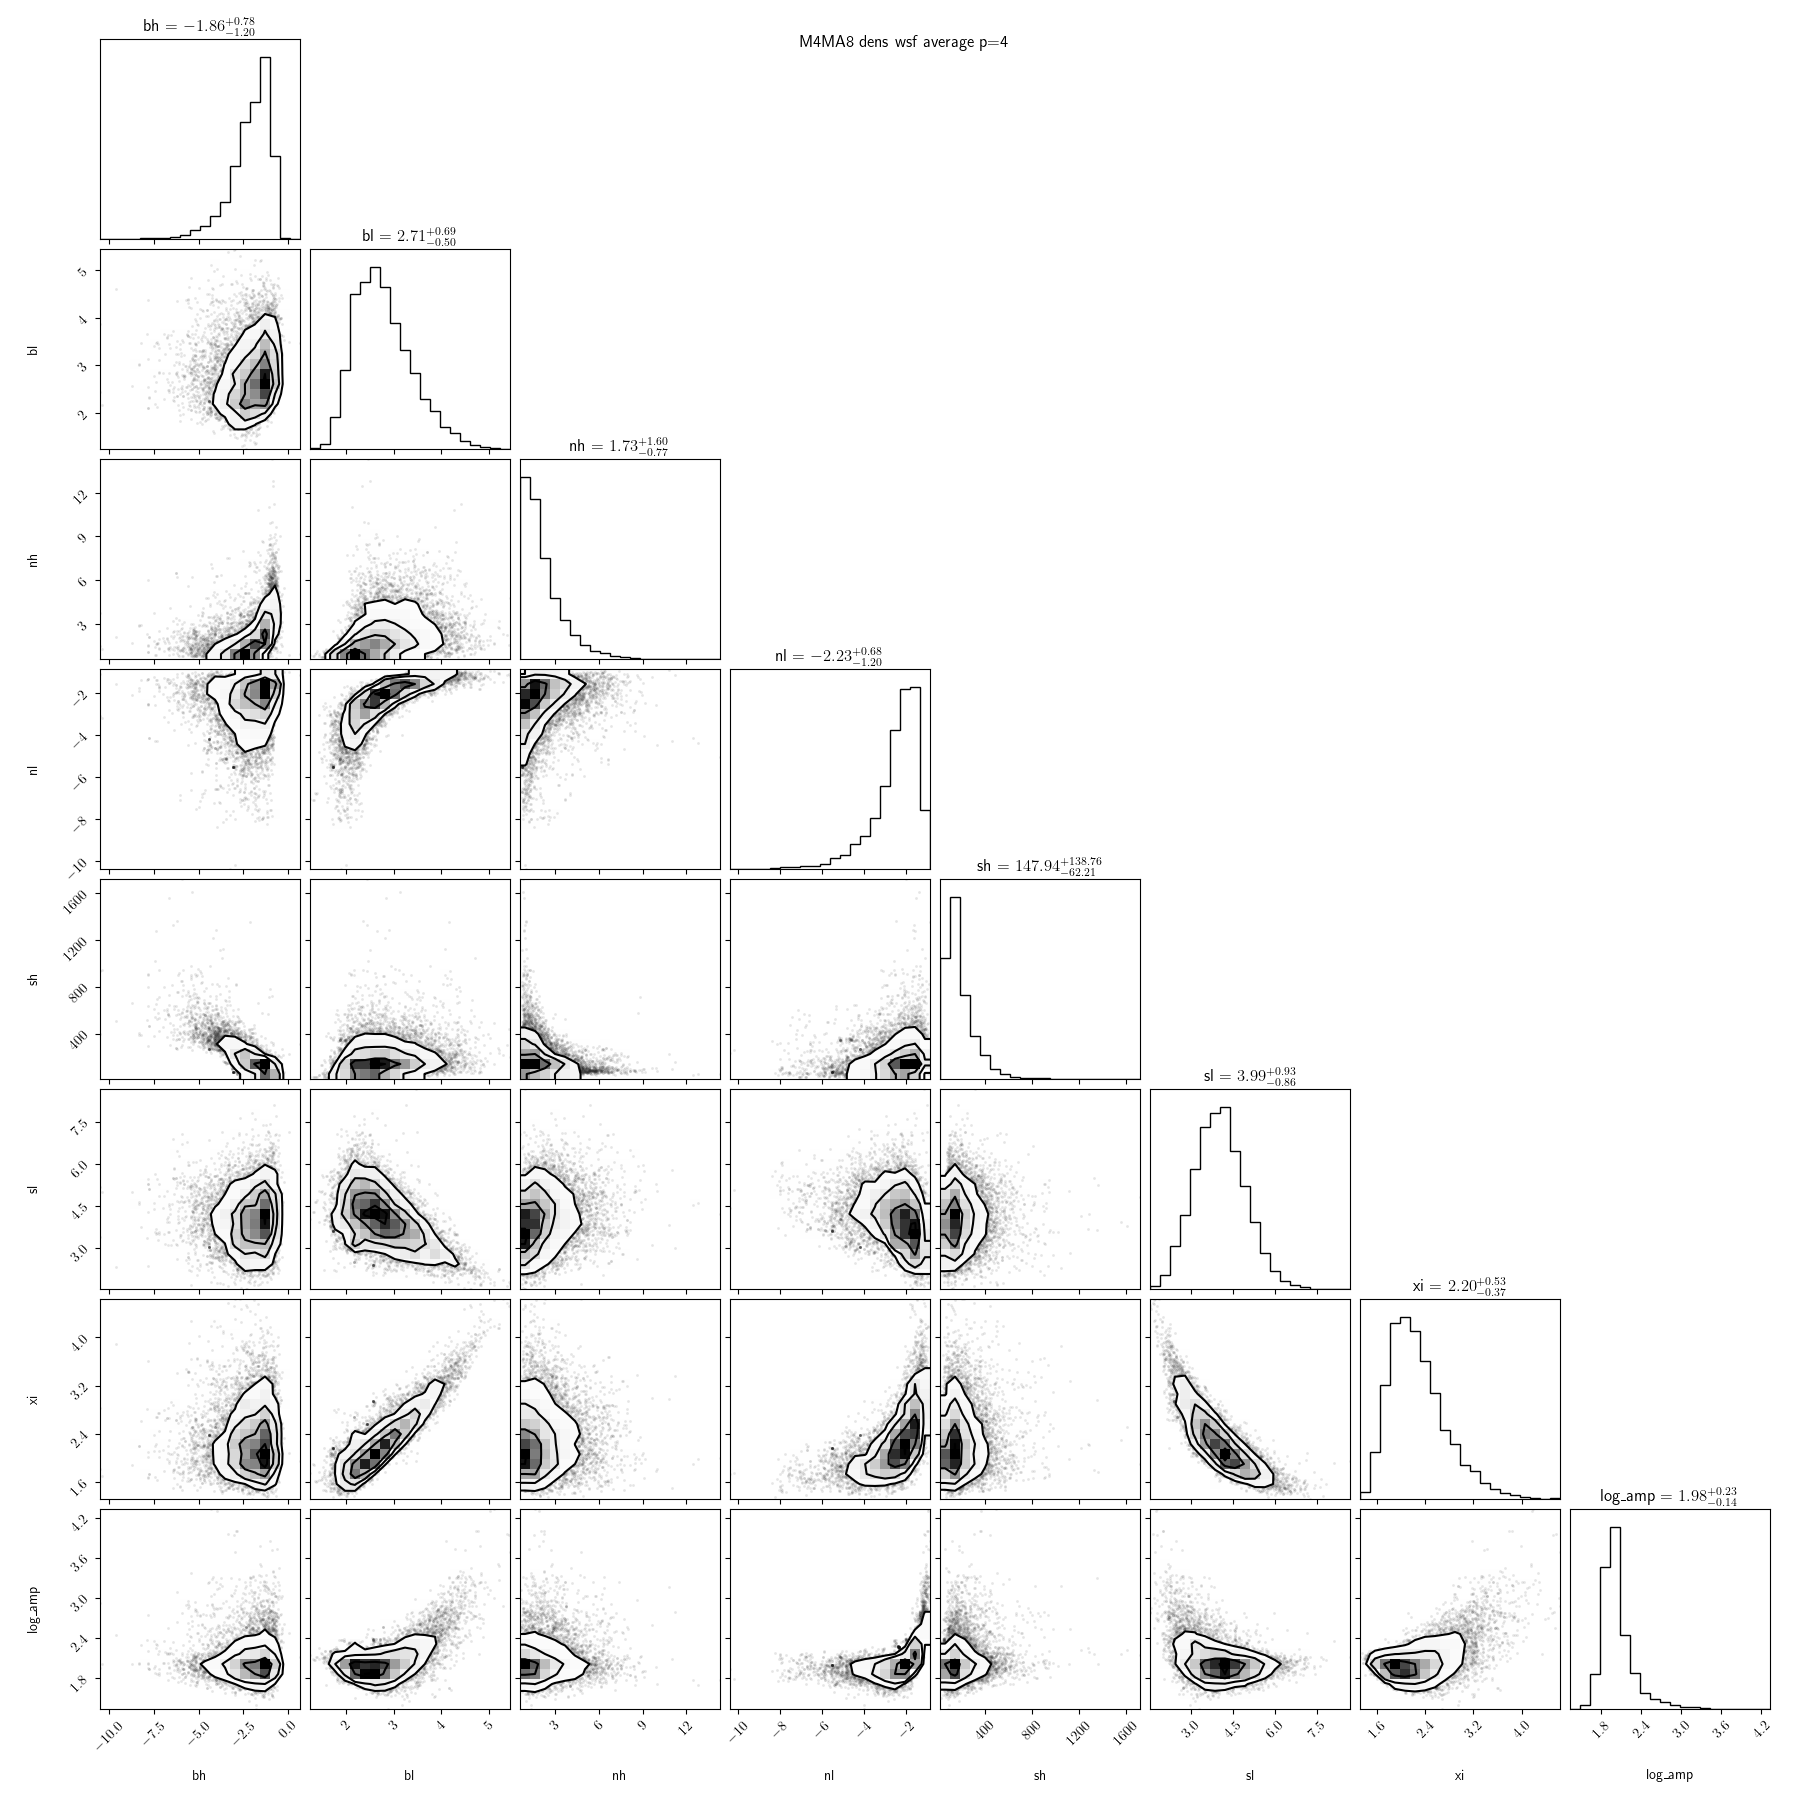 bh = −1.86 +0.78 −1.20
M4MA8 dens wsf average p=4
bl = 2.71 +0.69 −0.50
5
4
3
2
bl
nh = 1.73 +1.60 −0.77
12
9
6
3
nh
nl = −2.23 +0.68 −1.20
−2
−4
−6
−8
−10
nl
sh = 147.94 +138.76 −62.21
1600
1200
800
400
sh
sl = 3.99 +0.93 −0.86
7.5
6.0
4.5
3.0
sl
xi = 2.20 +0.53 −0.37
4.0
3.2
2.4
1.6
xi
log_amp = 1.98 +0.23 −0.14
4.2
3.6
3.0
2.4
1.8
log_amp
−10.0 −7.5 −5.0 −2.5 0.0 2 3 4 5 3 6 9 12 −10 −8 −6 −4 −2 400 800 1200 1600 3.0 4.5 6.0 7.5 1.6 2.4 3.2 4.0 1.8 2.4 3.0 3.6 4.2
bh bl nh nl sh sl xi log_amp